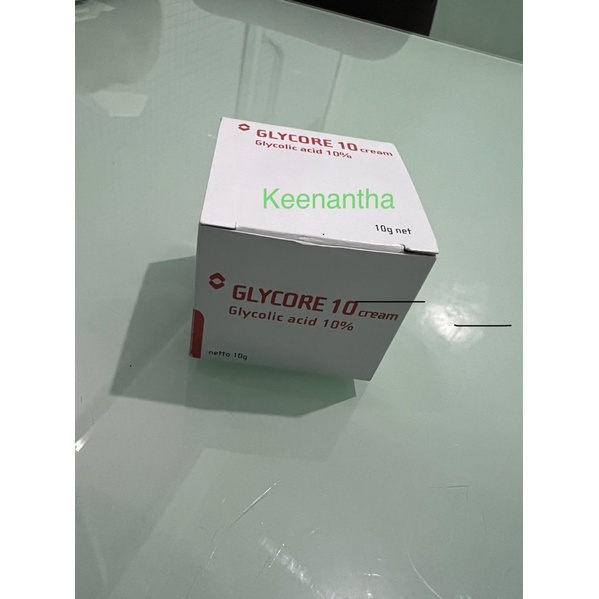 GLYCORE 10 cream
Glycolic acid 10%
Keenantha
10g net
GLYCORE 10 cream
Glycolic acid 10%
netto 10g